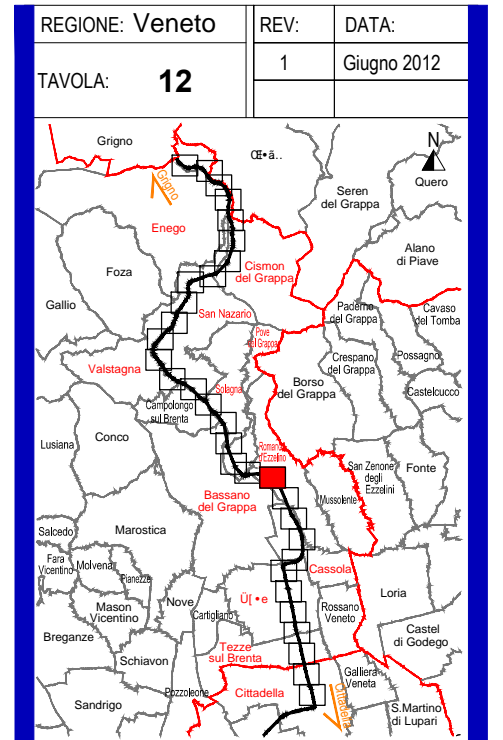 REGIONE: Veneto
REV:
DATA:
TAVOLA: 12
1
Giugno 2012
Grigno
N
Quero
Grigno
Seren
del Grappa
Enego
Alano
di Piave
Foza
Cismon
del Grappa
Gallio
San Nazario
Paderno
del Grappa
Cavaso
del Tomba
Pove
del Grappa
Crespano
del Grappa
Possagno
Valstagna
Solagna
Borso
del Grappa
Castelcucco
Campolongo
sul Brenta
Lusiana
Conco
Romano
d'Ezzelino
San Zenone
degli
Ezzelini
Fonte
Bassano
del Grappa
Mussolente
Salcedo
Marostica
Fara
Vicentino
Molvena
Pianezze
Cassola
Loria
Mason
Vicentino
Nove
Cartigliano
Rossano
Veneto
Breganze
Castel
di Godego
Schiavon
Tezze
sul Brenta
Galliera
Veneta
Pozzoleone
Cittadella
Cittadella
Sandrigo
S.Martino
di Lupari